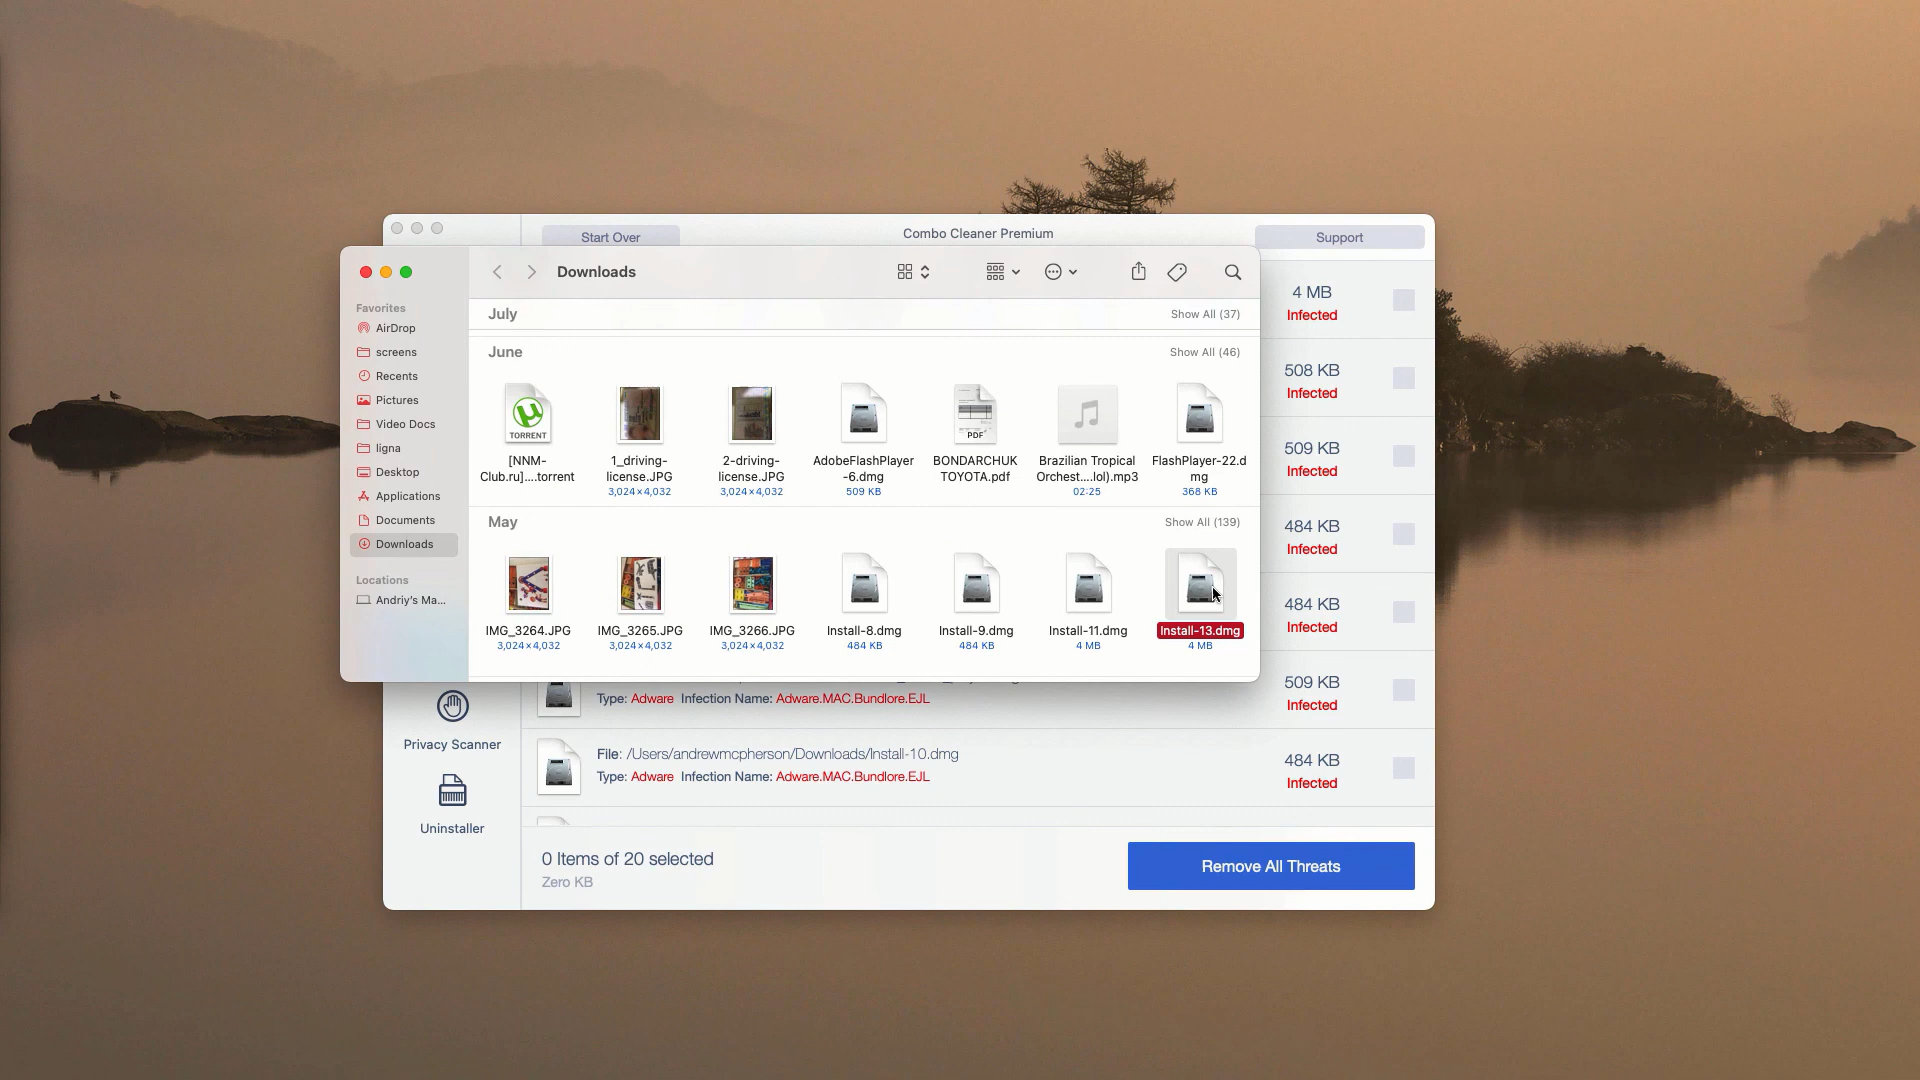 Start Over
Combo Cleaner Premium
Support
Downloads
Favorites
AirDrop
screens
Recents
Pictures
Video Docs
ligna
Desktop
Applications
Documents
Downloads
Locations
Andriy's Ma...
July
Show All (37)
June
Show All (46)
TORRENT
PDF
[NNM-
Club.ru]....torrent
1_driving-
license.JPG
3,024×4,032
2-driving-
license.JPG
3,024×4,032
AdobeFlashPlayer
-6.dmg
509 KB
BONDARCHUK
TOYOTA.pdf
Brazilian Tropical
Orchest....lol).mp3
02:25
FlashPlayer-22.d
mg
368 KB
May
Show All (139)
IMG_3264.JPG
3,024×4,032
IMG_3265.JPG
3,024×4,032
IMG_3266.JPG
3,024×4,032
Install-8.dmg
484 KB
Install-9.dmg
484 KB
Install-11.dmg
4 MB
Install-13.dmg
4 MB
4 MB
Infected
508 KB
Infected
509 KB
Infected
484 KB
Infected
484 KB
Infected
509 KB
Infected
Type: Adware Infection Name: Adware.MAC.Bundlore.EJL
File: /Users/andrewmcpherson/Downloads/Install-10.dmg
Type: Adware Infection Name: Adware.MAC.Bundlore.EJL
484 KB
Infected
Privacy Scanner
Uninstaller
0 Items of 20 selected
Zero KB
Remove All Threats